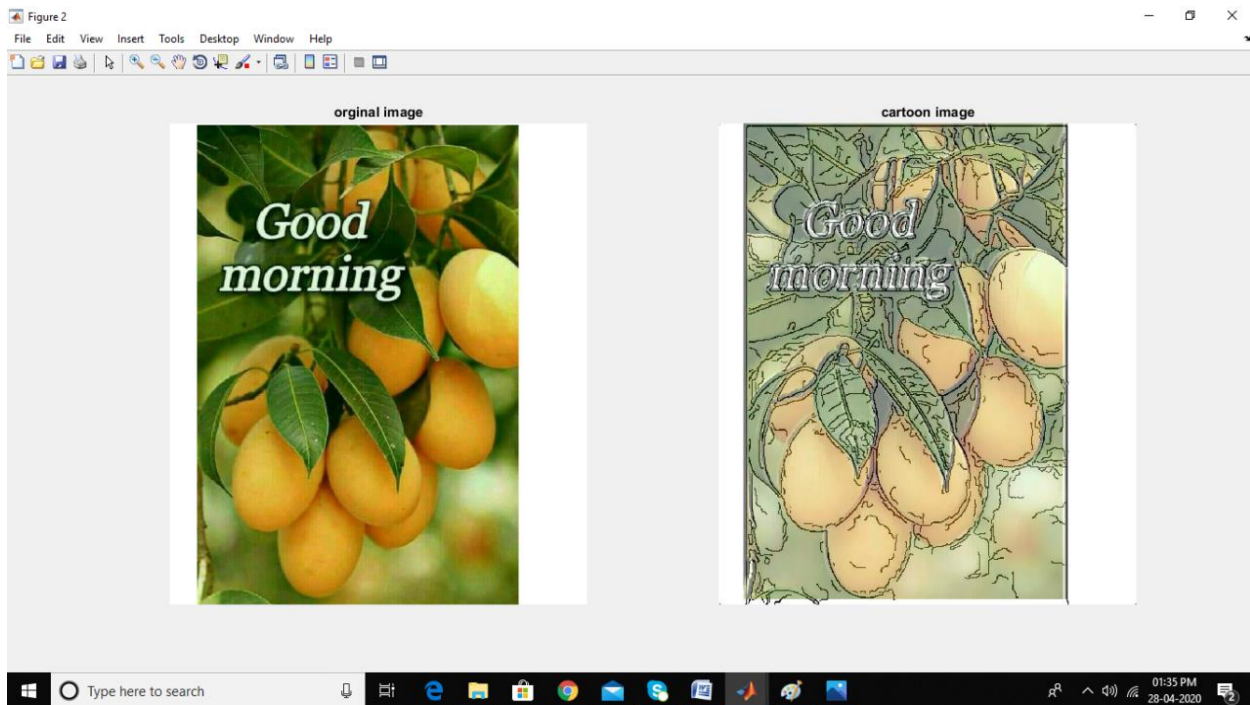 Figure 2
File Edit View Insert Tools Desktop Window Help
orginal image
cartoon image
Good
morning
Good
morning
Type here to search
01:35 PM
28-04-2020
2